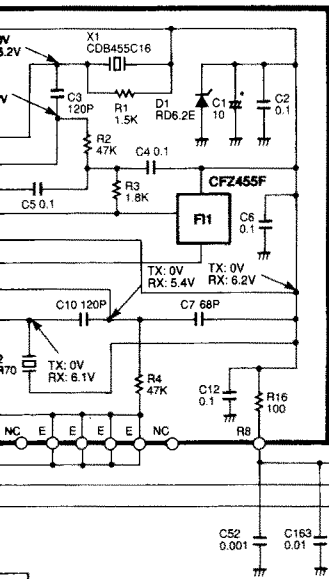 X1
CDB455C16
6.2V
C3
120P
R1
1.5K
D1
RD6.2E
C1
10
C2
0.1
R2
47K
C4 0.1
CFZ455F
R3
1.8K
C5 0.1
FI1
C6
0.1
TX: 0V
RX: 5.4V
TX: 0V
RX: 6.2V
C10 120P
C7 68P
TX: 0V
RX: 6.1V
R4
47K
C12
0.1
R16
100
NC E E E E NC R8
C52
0.001
C163
0.01